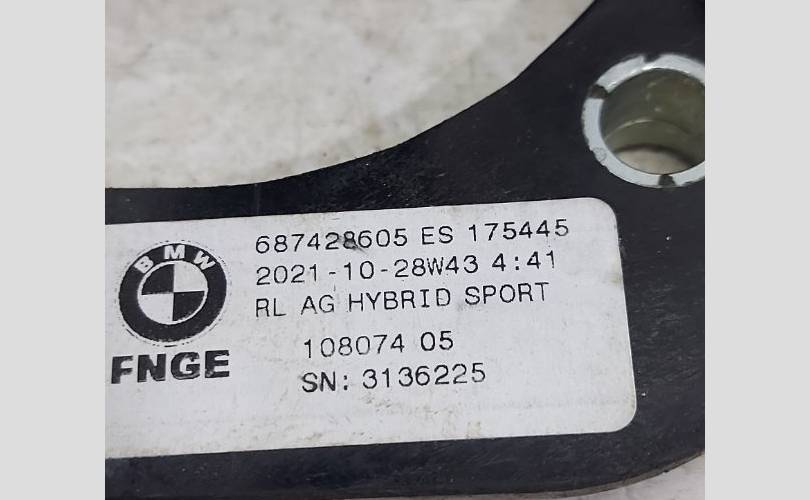 687428605 ES 175445
2021-10-28W43 4:41
RL AG HYBRID SPORT
108074 05
SN: 3136225
BMW
FNGE